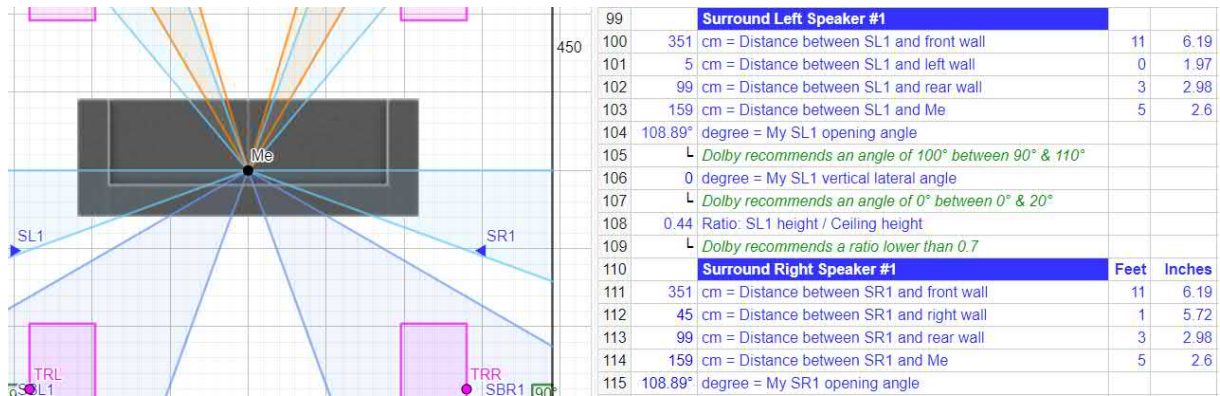 450
Me
SL1
SR1
TRL
SBL1
TRR
SBR1
90°
99 Surround Left Speaker #1
100 351 cm = Distance between SL1 and front wall 11 6.19
101 5 cm = Distance between SL1 and left wall 0 1.97
102 99 cm = Distance between SL1 and rear wall 3 2.98
103 159 cm = Distance between SL1 and Me 5 2.6
104 108.89° degree = My SL1 opening angle
105 Dolby recommends an angle of 100° between 90° & 110°
106 0 degree = My SL1 vertical lateral angle
107 Dolby recommends an angle of 0° between 0° & 20°
108 0.44 Ratio: SL1 height / Ceiling height
109 Dolby recommends a ratio lower than 0.7
110 Surround Right Speaker #1 Feet Inches
111 351 cm = Distance between SR1 and front wall 11 6.19
112 45 cm = Distance between SR1 and right wall 1 5.72
113 99 cm = Distance between SR1 and rear wall 3 2.98
114 159 cm = Distance between SR1 and Me 5 2.6
115 108.89° degree = My SR1 opening angle